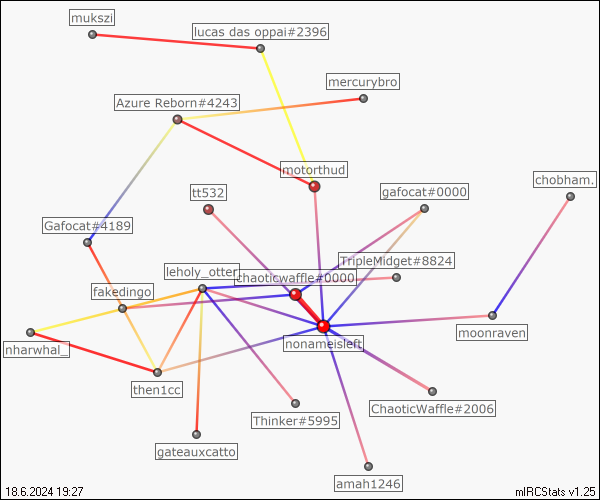 mukszi
lucas das oppai#2396
mercurybro
Azure Reborn#4243
motorthud
chobham.
tt532
gafocat#0000
Gafocat#4189
TripleMidget#8824
leholy_otter
chaoticwaffle#0000
fakedingo
moonraven
nonameisleft
nharwhal_
then1cc
ChaoticWaffle#2006
Thinker#5995
gateauxcatto
amah1246
18.6.2024 19:27
mIRCStats v1.25